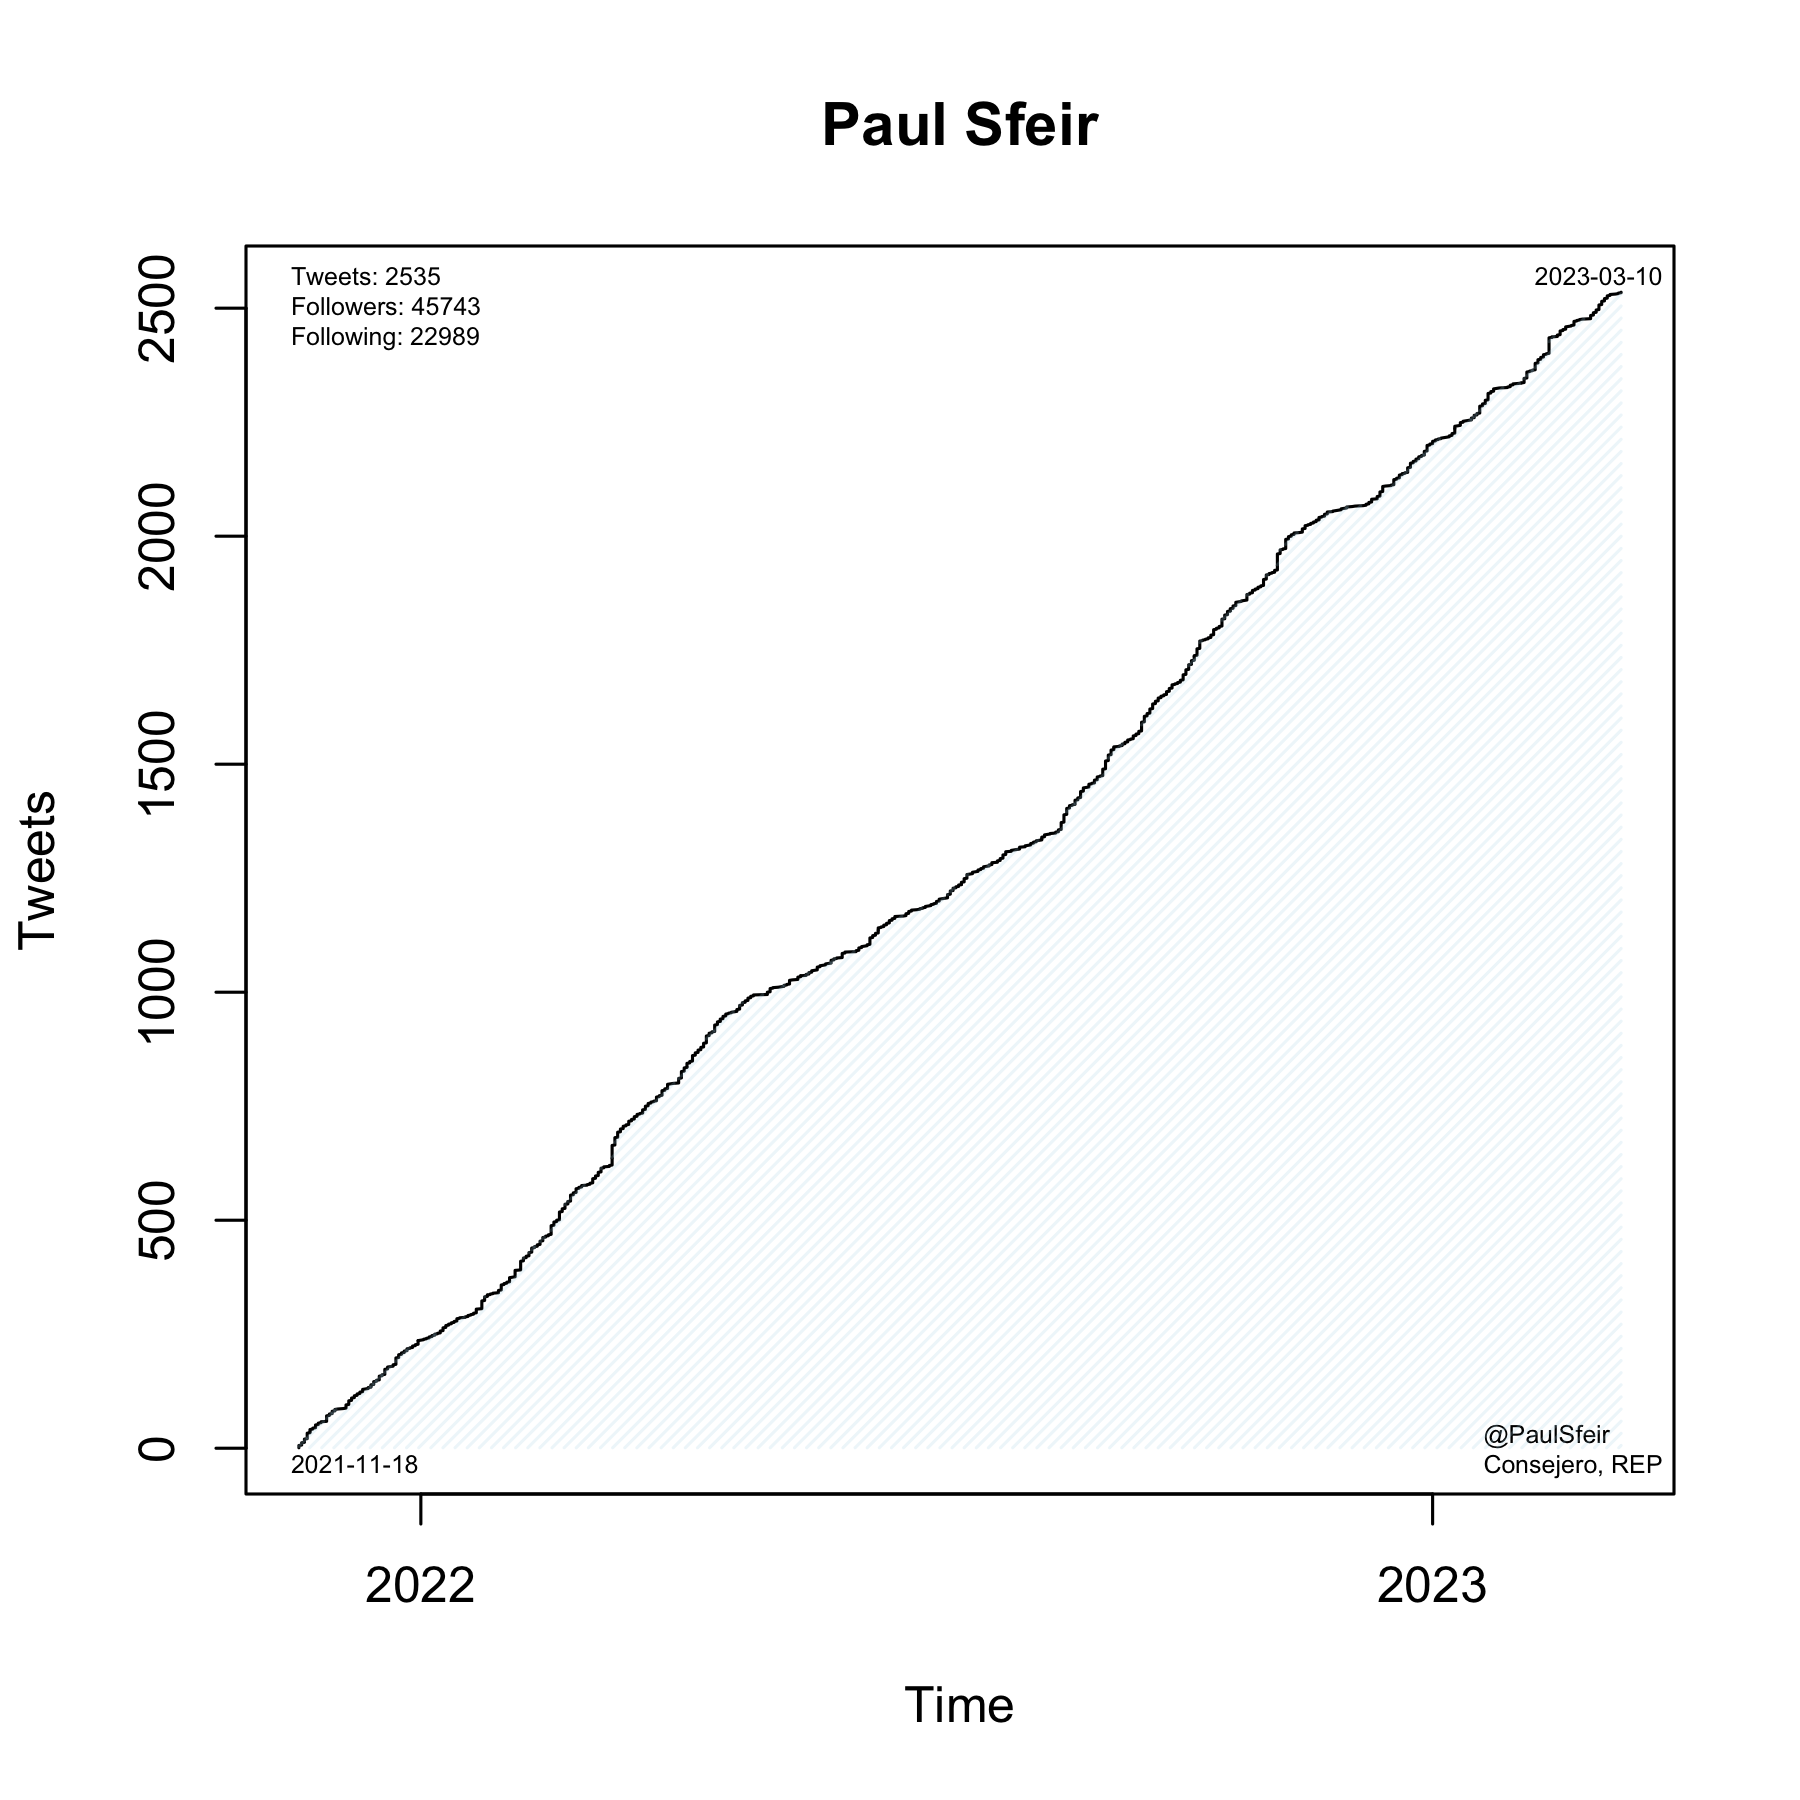 Paul Sfeir
Tweets: 2535
Followers: 45743
Following: 22989
2023-03-10
2500
2000
1500
1000
500
0
Tweets
@PaulSfeir
Consejero, REP
2021-11-18
2022
2023
Time